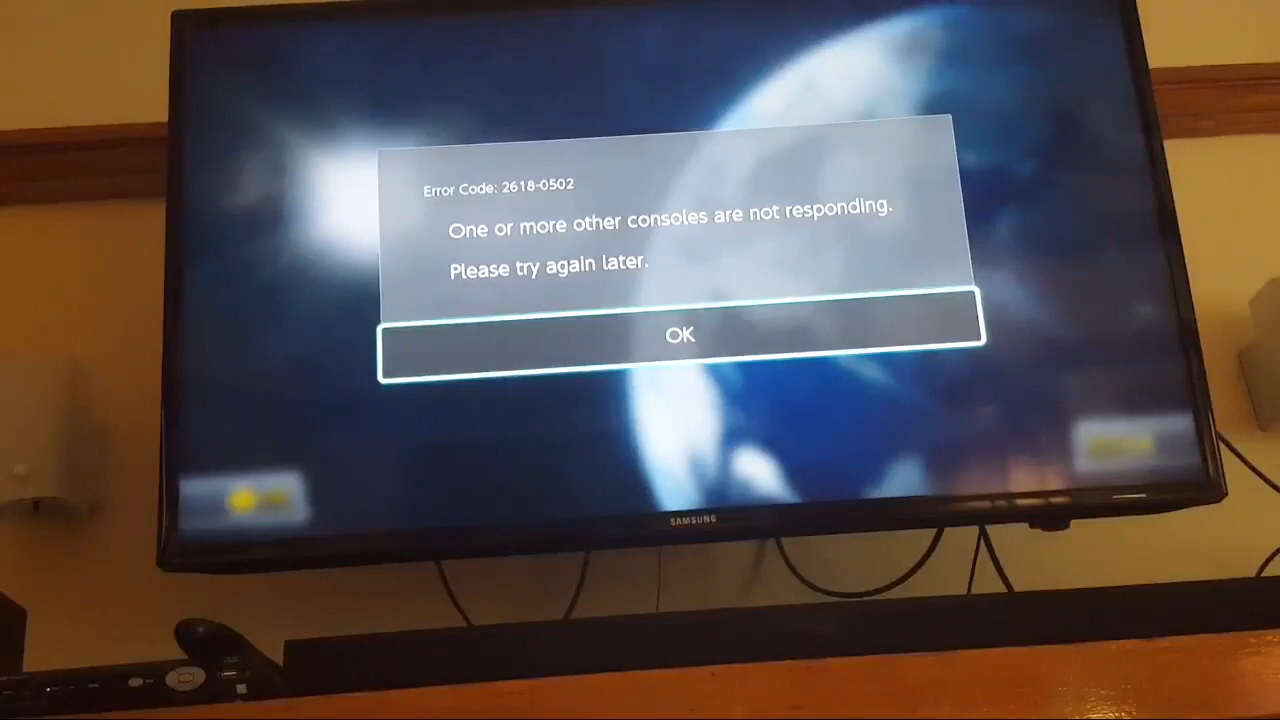 Error Code: 2618-0502
One or more other consoles are not responding.
Please try again later.
OK
SAMSUNG